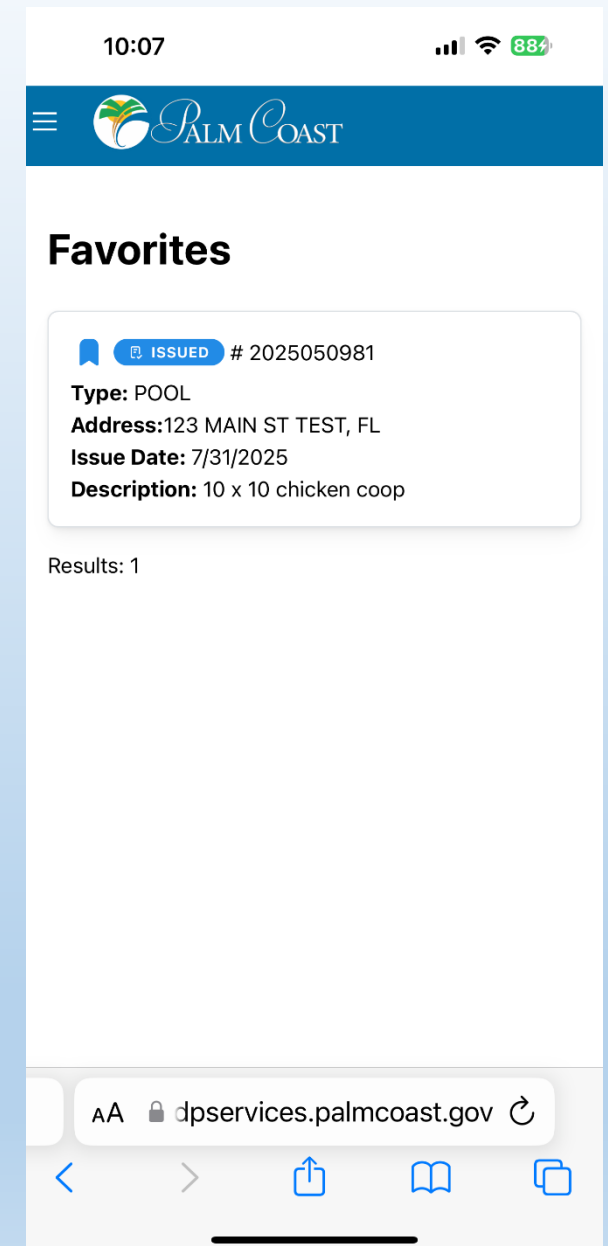 10:07
88
PALM COAST
Favorites
ISSUED # 2025050981
Type: POOL
Address:123 MAIN ST TEST, FL
Issue Date: 7/31/2025
Description: 10 x 10 chicken coop
Results: 1
AA dpservices.palmcoast.gov